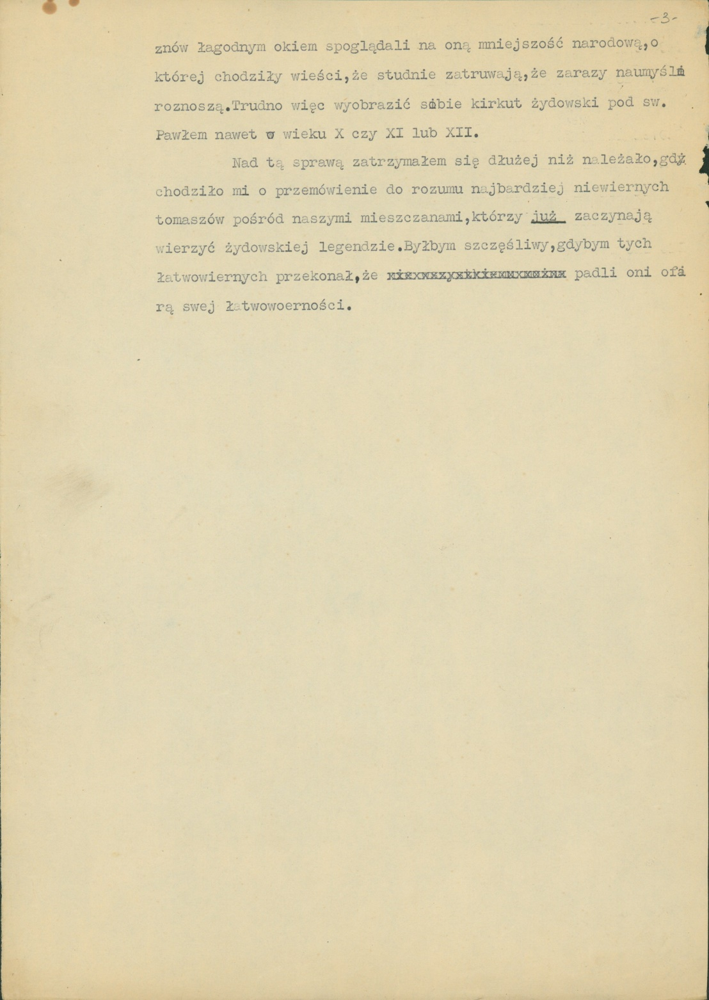 -3-
znów łagodnym okiem spoglądali na oną mniejszość narodową,o
której chodziły wieści,że studnie zatruwają,że zarazy naumyśln
roznoszą.Trudno więc wyobrazić sobie kirkut żydowski pod sw.
Pawłem nawet w wieku X czy XI lub XII.
Nad tą sprawą zatrzymałem się dłużej niż należało,gdyż
chodziło mi o przemówienie do rozumu najbardziej niewiernych
tomaszów pośród naszymi mieszczanami,którzy już zaczynają
wierzyć żydowskiej legendzie.Byłbym szczęśliwy,gdybym tych
łatwowiernych przekonał,że padli oni ofi
rą swej łatwowoerności.